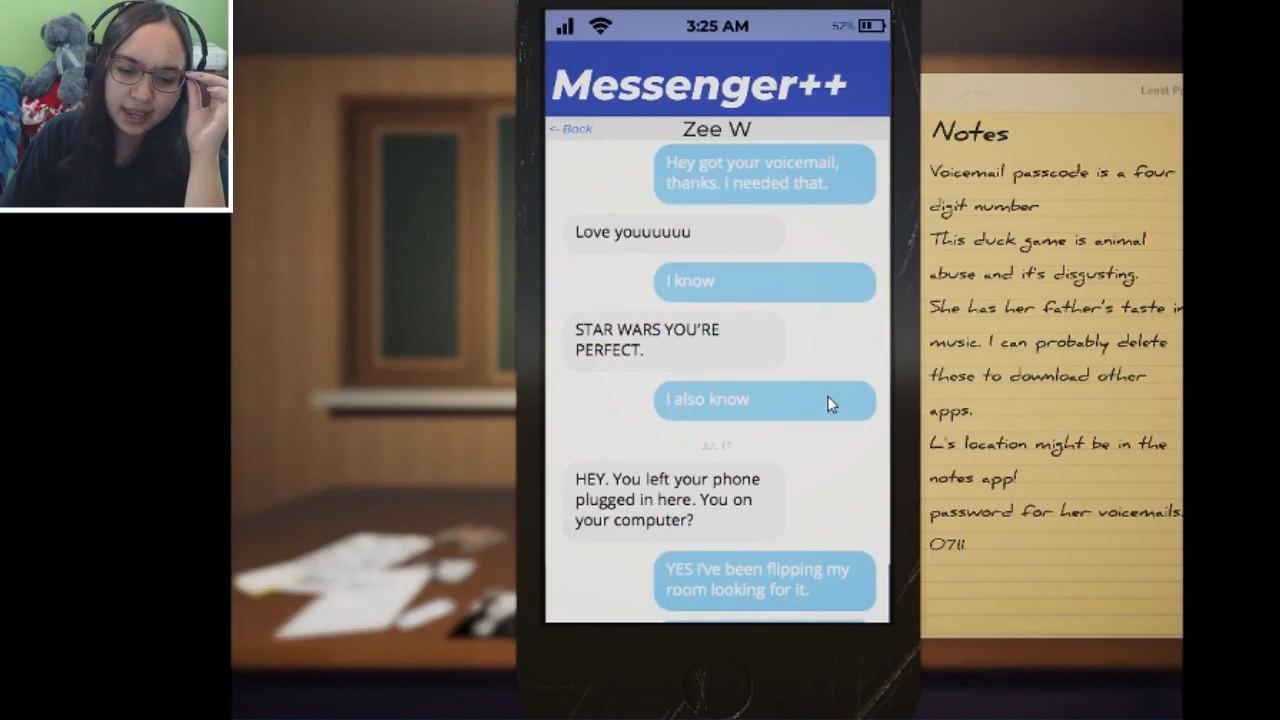 3:25 AM
52%
Messenger++
<- Back
Zee W
Hey got your voicemail,
thanks. I needed that.
Love youuuuuu
I know
STAR WARS YOU'RE
PERFECT.
I also know
JUL 17
HEY. You left your phone
plugged in here. You on
your computer?
YES I've been flipping my
room looking for it.
Legal
Notes
Voicemail passcode is a four
digit number
This duck game is animal
abuse and it's disgusting.
She has her father's taste in
music. I can probably delete
these to download other
apps.
L's location might be in the
notes app!
password for her voicemails.
0711